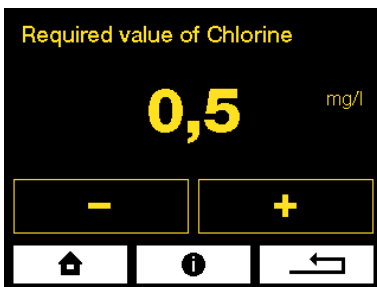 Required value of Chlorine
0,5 mg/l
- +